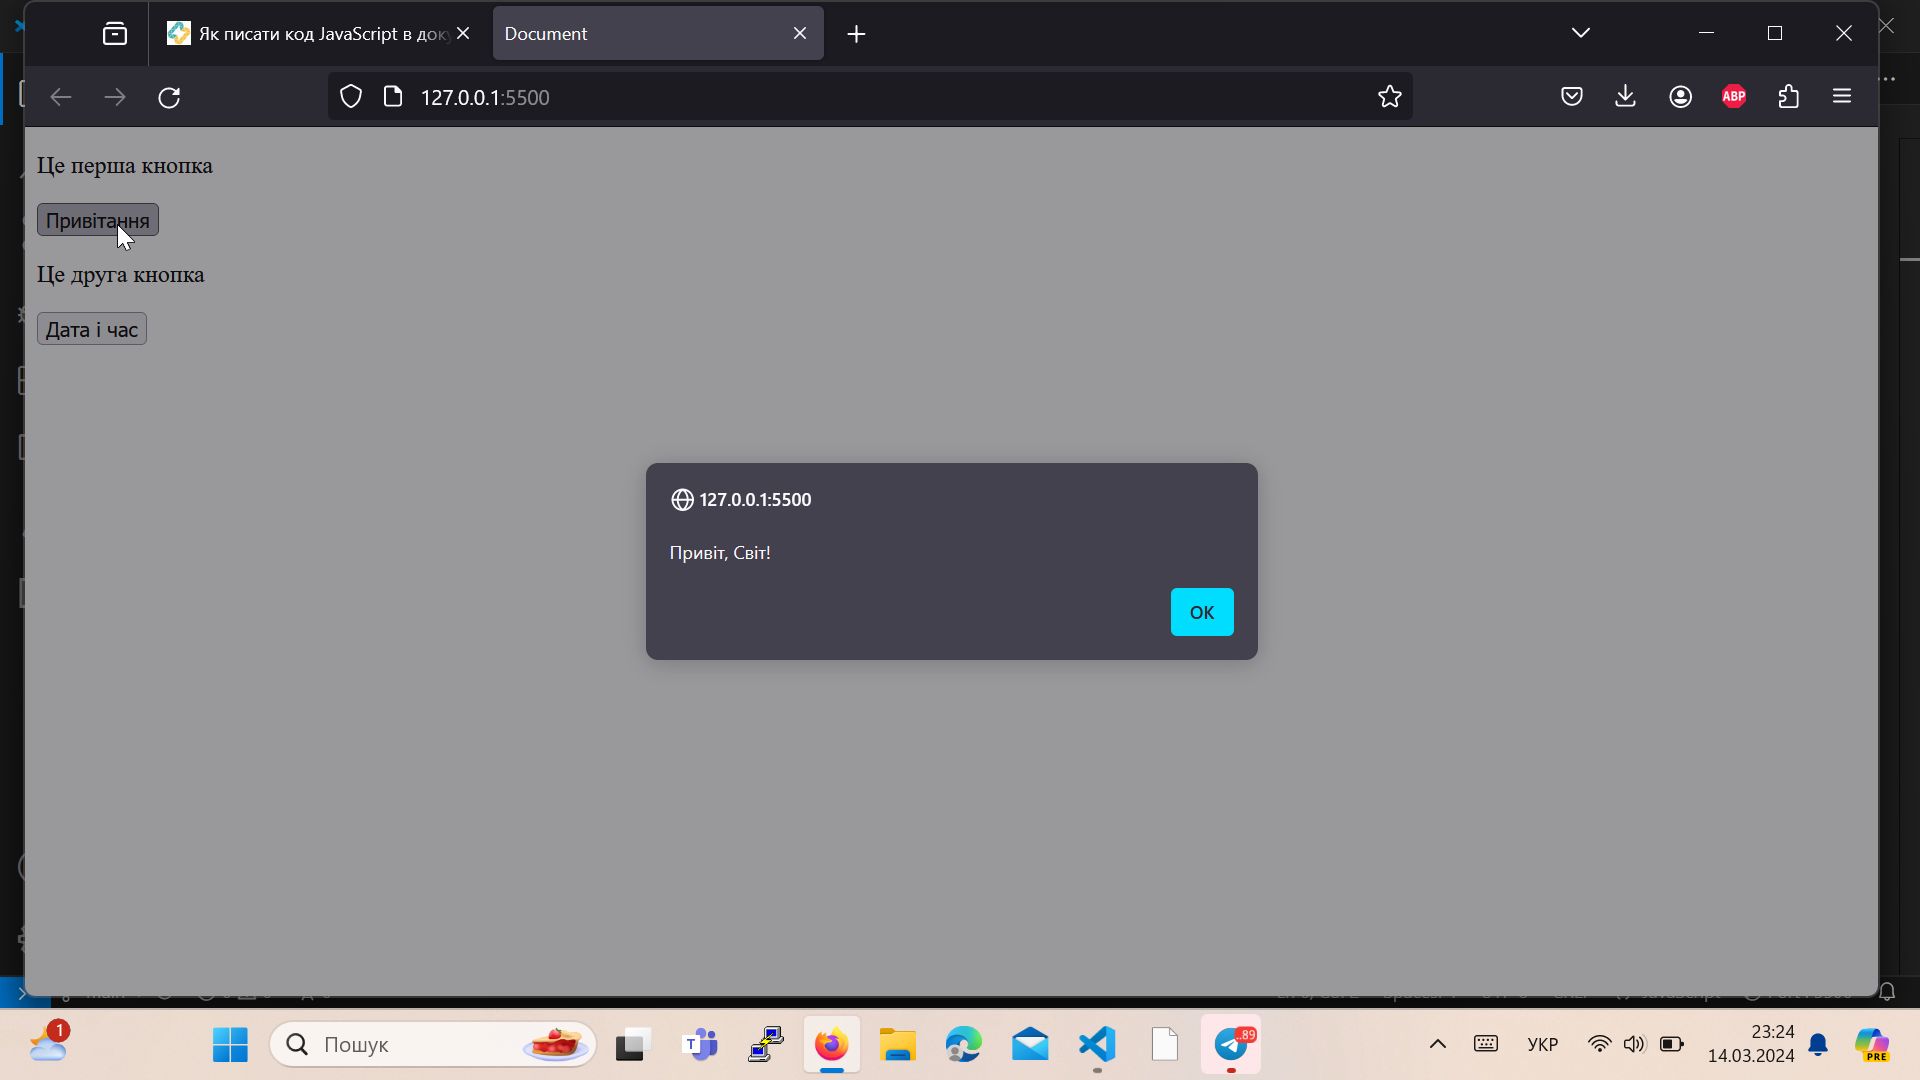 Як писати код JavaScript в док
Document
127.0.0.1:5500
ABP
Це перша кнопка
Привітання
Це друга кнопка
Дата і час
127.0.0.1:5500
Привіт, Світ!
OK
1
Пошук
T
..89
УКР
23:24
14.03.2024
PRE